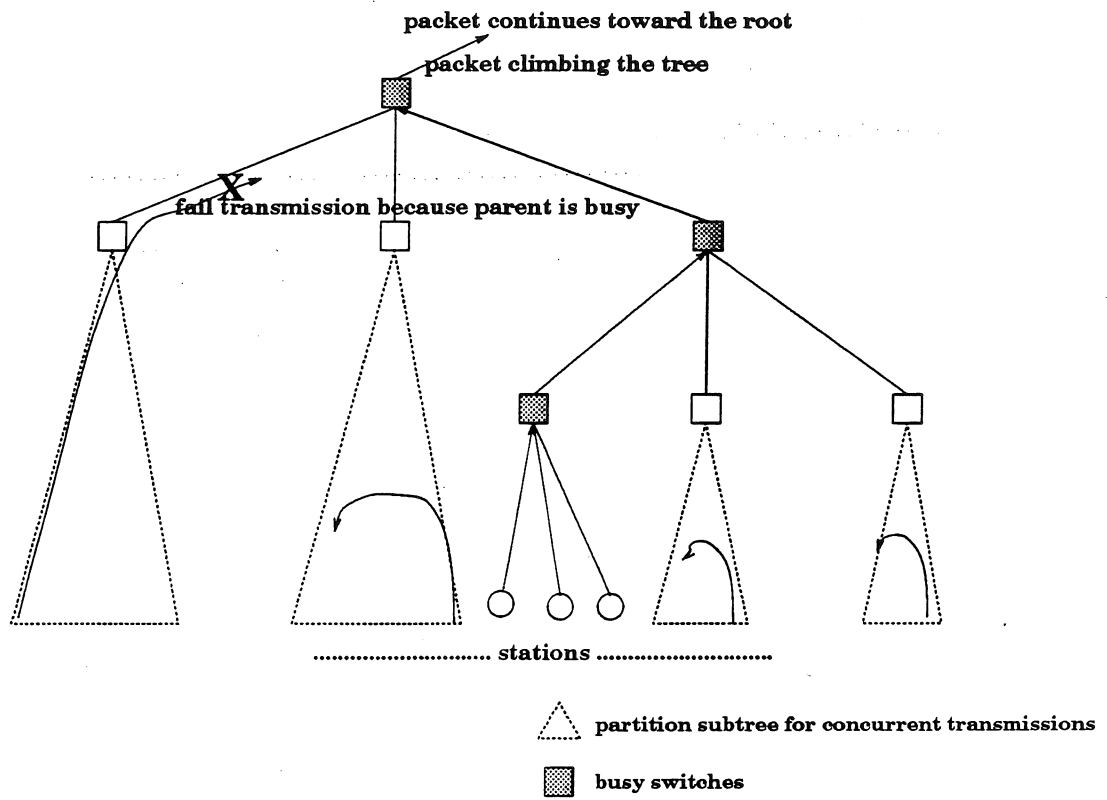 packet continues toward the root
packet climbing the tree
X
fail transmission because parent is busy
........................... stations ...........................
partition subtree for concurrent transmissions
busy switches